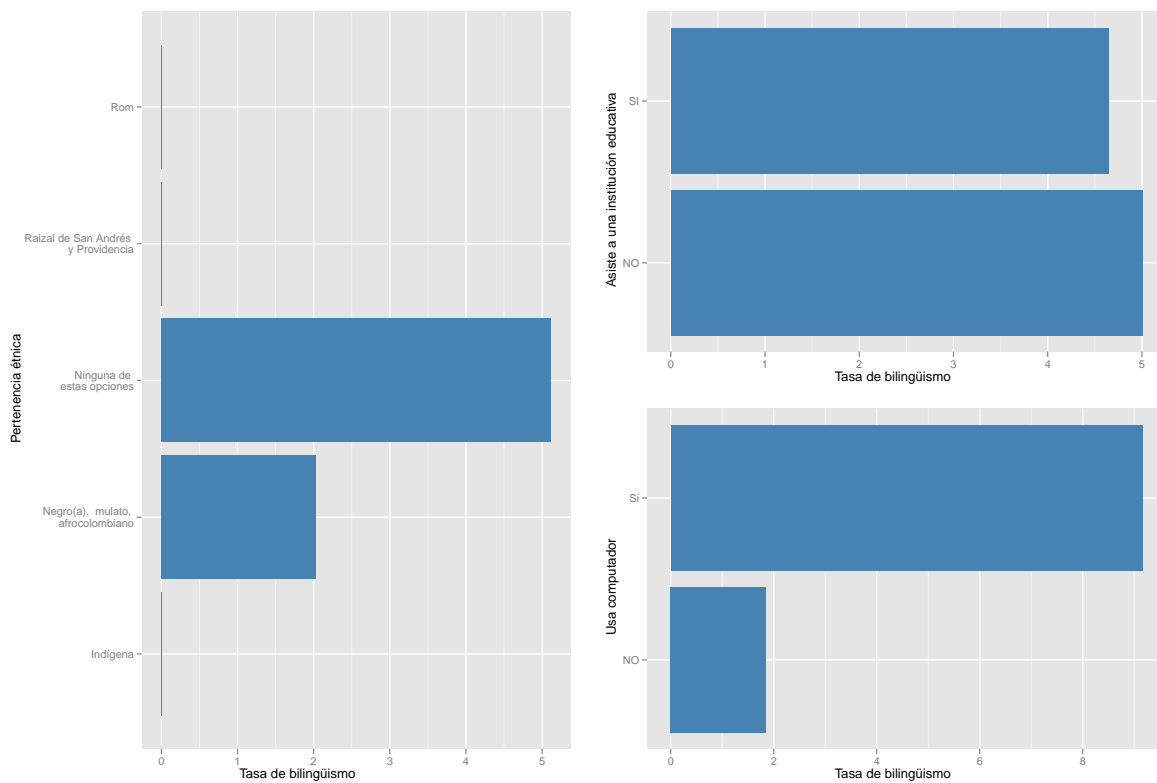 Pertenencia étnica
Rom
Raizal de San Andrés
y Providencia
Ninguna de
estas opciones
Negro(a), mulato,
afrocolombiano
Indígena
0 1 2 3 4 5
Tasa de bilingüismo
Asiste a una institución educativa
SI
NO
0 1 2 3 4 5
Tasa de bilingüismo
Usa computador
Si
NO
0 2 4 6 8
Tasa de bilingüismo